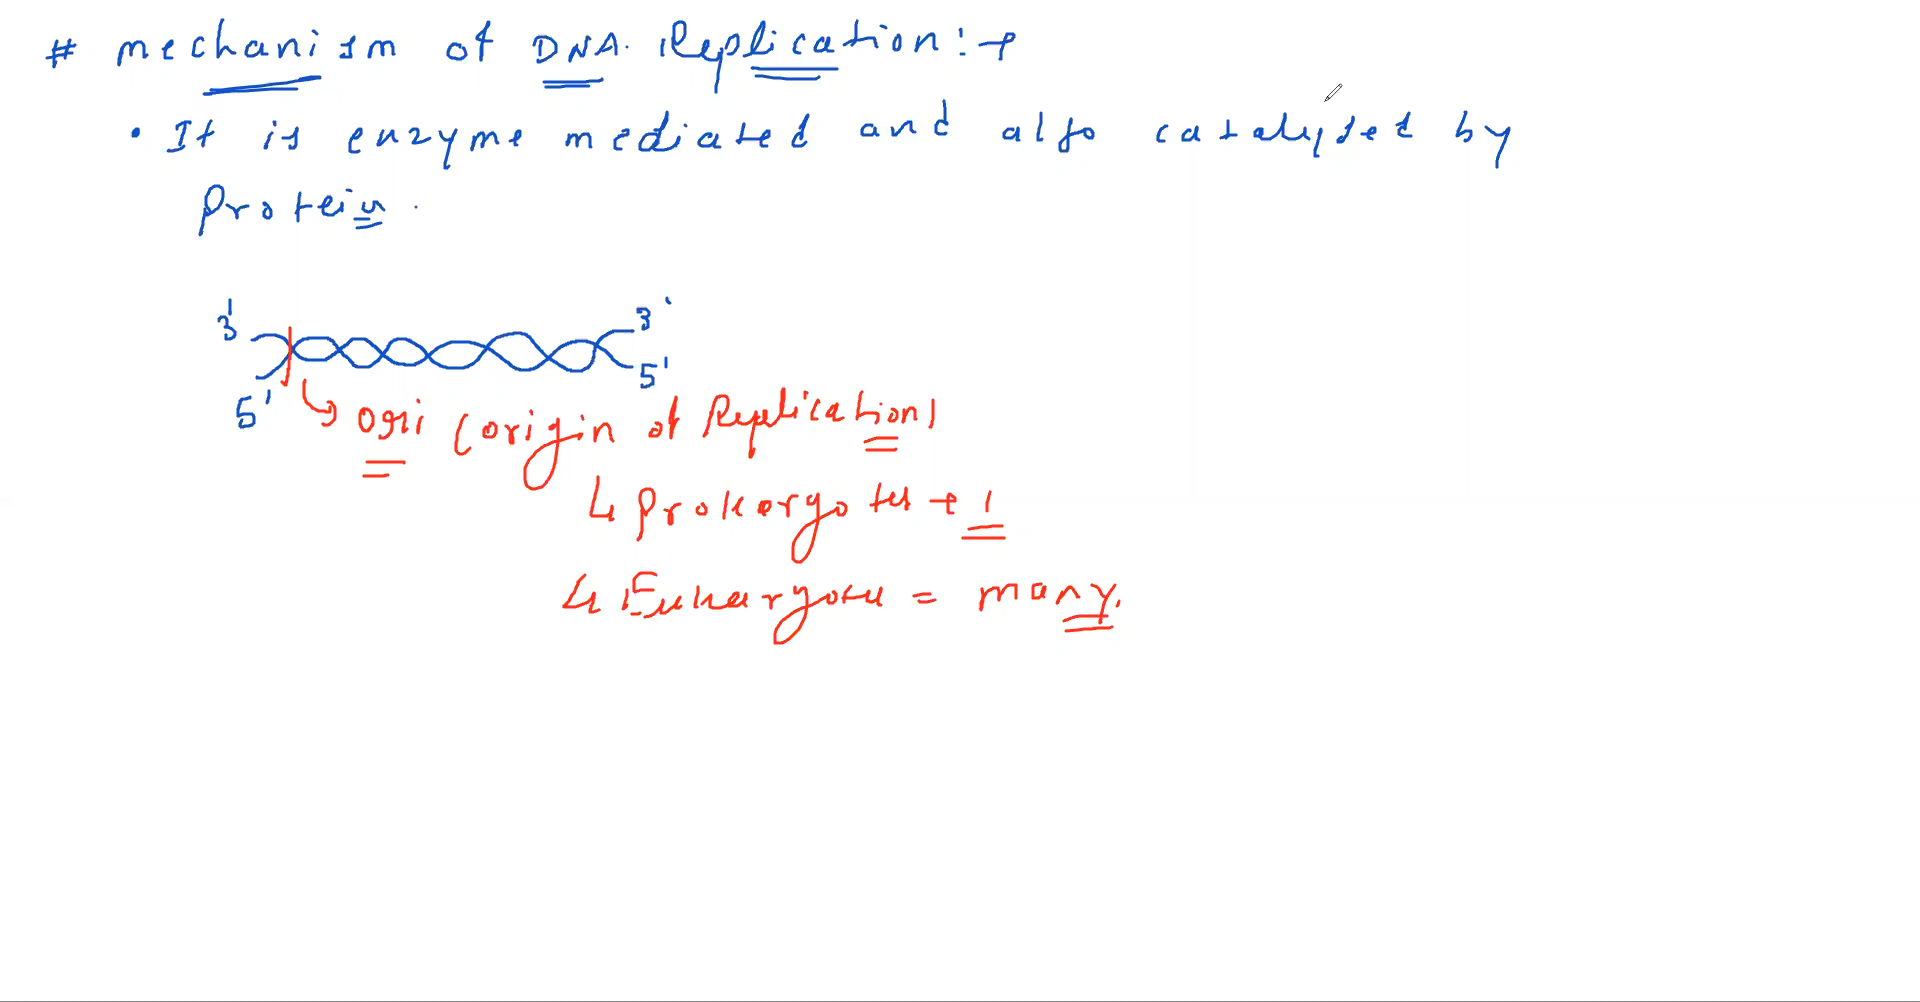 # mechanism of DNA Replication:→
• It is enzyme mediated and also catalysed by
Protein.
3' 3'
5' 5'
↳ ori (origin of Replication)
↳ Prokaryotes → 1
↳ Eukaryotes = many.